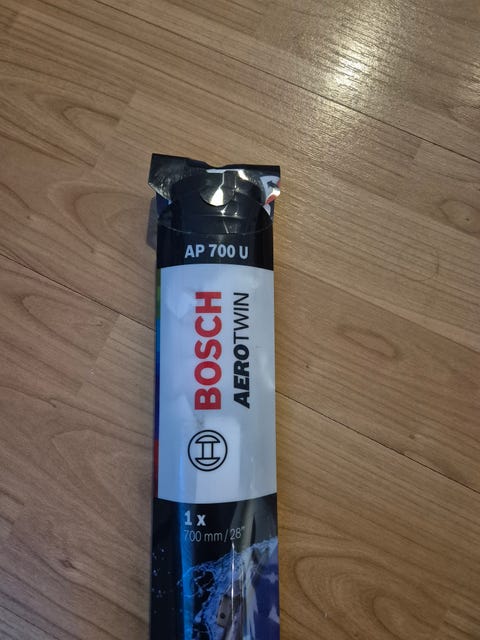 AP 700 U
BOSCH
AEROTWIN
1 x
700 mm / 28"